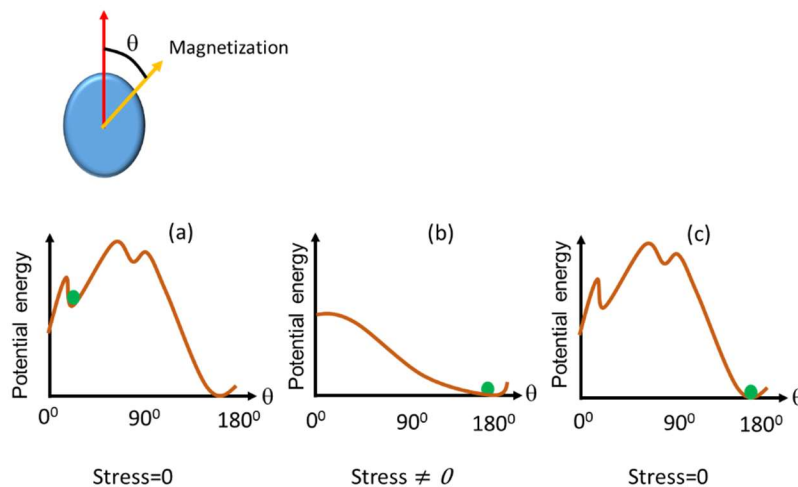 θ
Magnetization
(a)
Potential energy
0⁰
90⁰
180⁰
θ
Stress=0
(b)
Potential energy
0⁰
90⁰
180⁰
θ
Stress ≠ 0
(c)
Potential energy
0⁰
90⁰
180⁰
θ
Stress=0